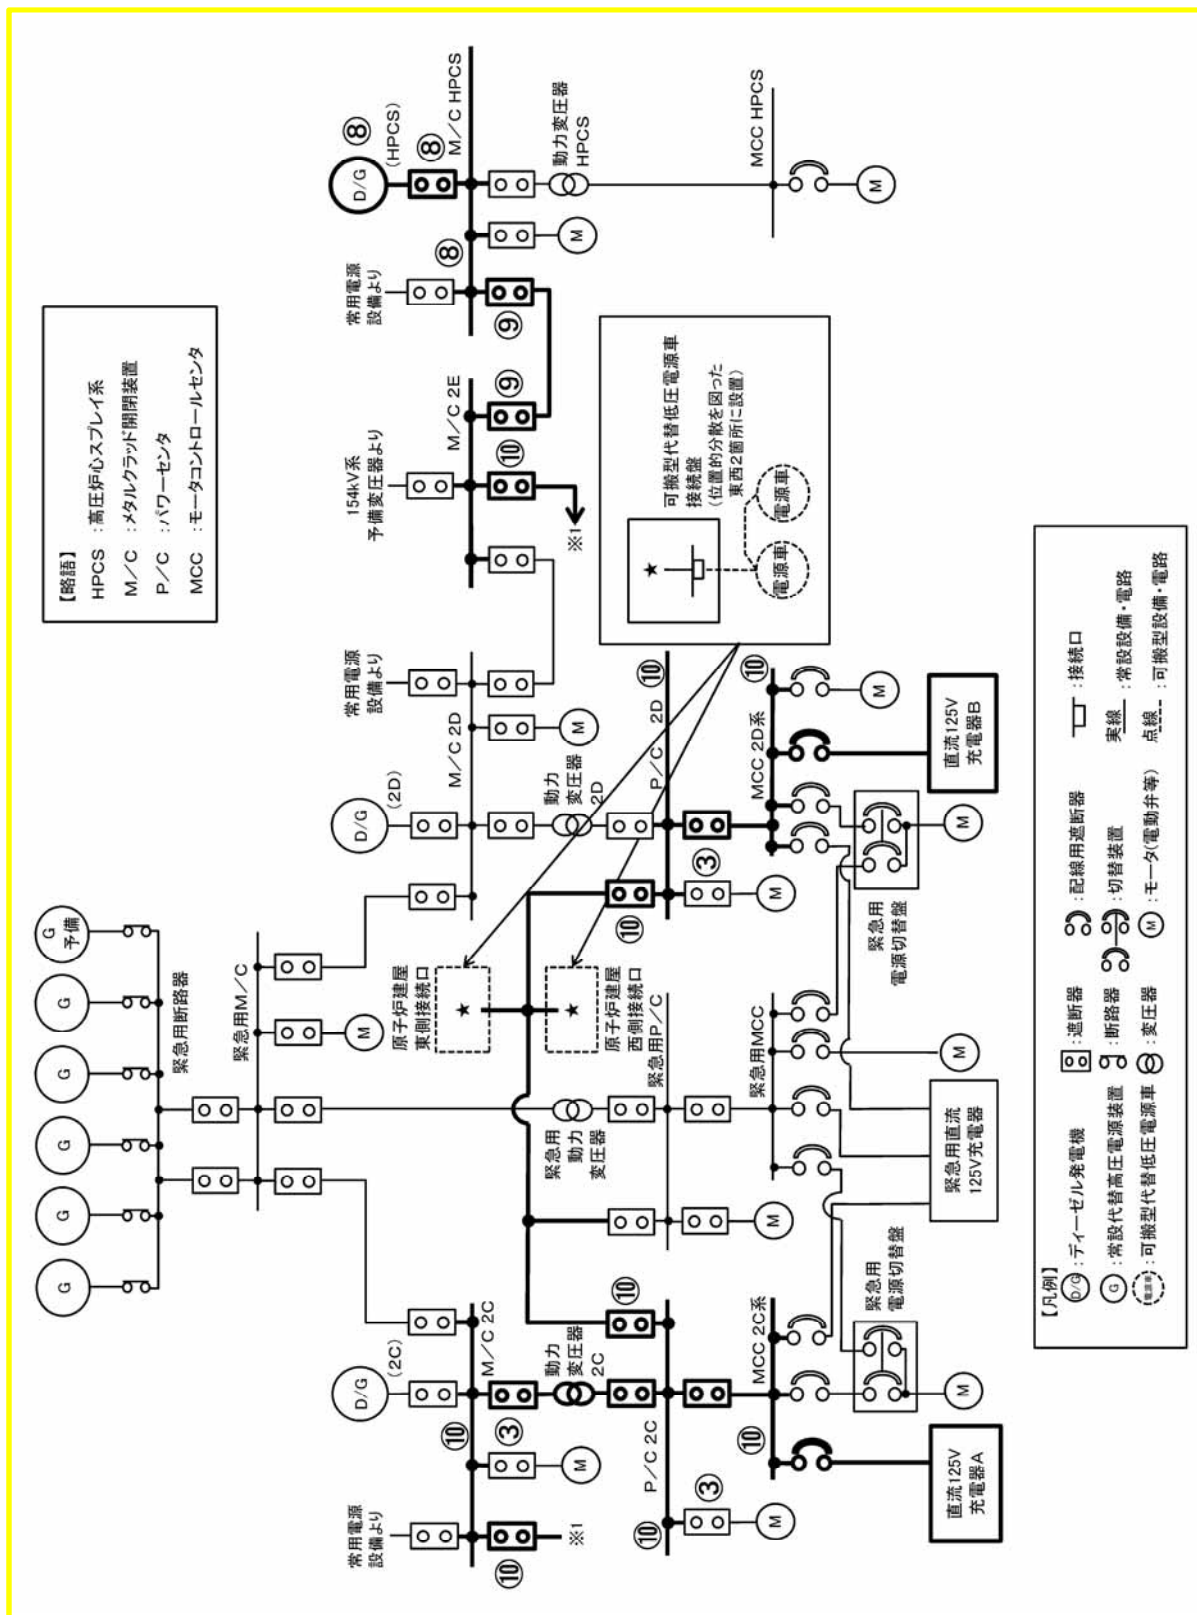 G
G
G
G
G
G
予備
緊急用断路器
緊急用M/C
M
【略語】
HPCS :高圧炉心スプレイ系
M/C :メタルクラッド開閉装置
P/C :パワーセンタ
MCC :モータコントロールセンタ
常用電源
設備より
D/G
(2C)
D/G
(2D)
常用電源
設備より
154kV系
予備変圧器より
常用電源
設備より
D/G
⑧
(HPCS)
⑧
⑩
M/C 2C
M/C 2D
M/C 2E
⑧
M/C HPCS
⑩
※1
M
③
動力
変圧器
2C
原子炉建屋
東側接続口
★
動力
変圧器
2D
M
⑩
※1
⑨
⑨
M
動力変圧器
HPCS
⑩
緊急用
動力
変圧器
原子炉建屋
西側接続口
★
⑩
⑩
P/C 2C
緊急用P/C
P/C 2D
⑩
③
M
M
③
M
可搬型代替低圧電源車
接続盤
(位置的分散を図った
東西2箇所に設置)
★
電源車
電源車
⑩
MCC 2C系
緊急用MCC
MCC 2D系
⑩
MCC HPCS
M
M
緊急用
電源切替盤
緊急用
電源切替盤
直流125V
充電器A
M
緊急用直流
125V充電器
M
M
直流125V
充電器B
【凡例】
D/G :ディーゼル発電機
:遮断器
:配線用遮断器
:接続口
G :常設代替高圧電源装置
:断路器
:切替装置
実線 :常設設備・電路
電源車 :可搬型代替低圧電源車
:変圧器
M :モータ(電動弁等)
点線 :可搬型設備・電路